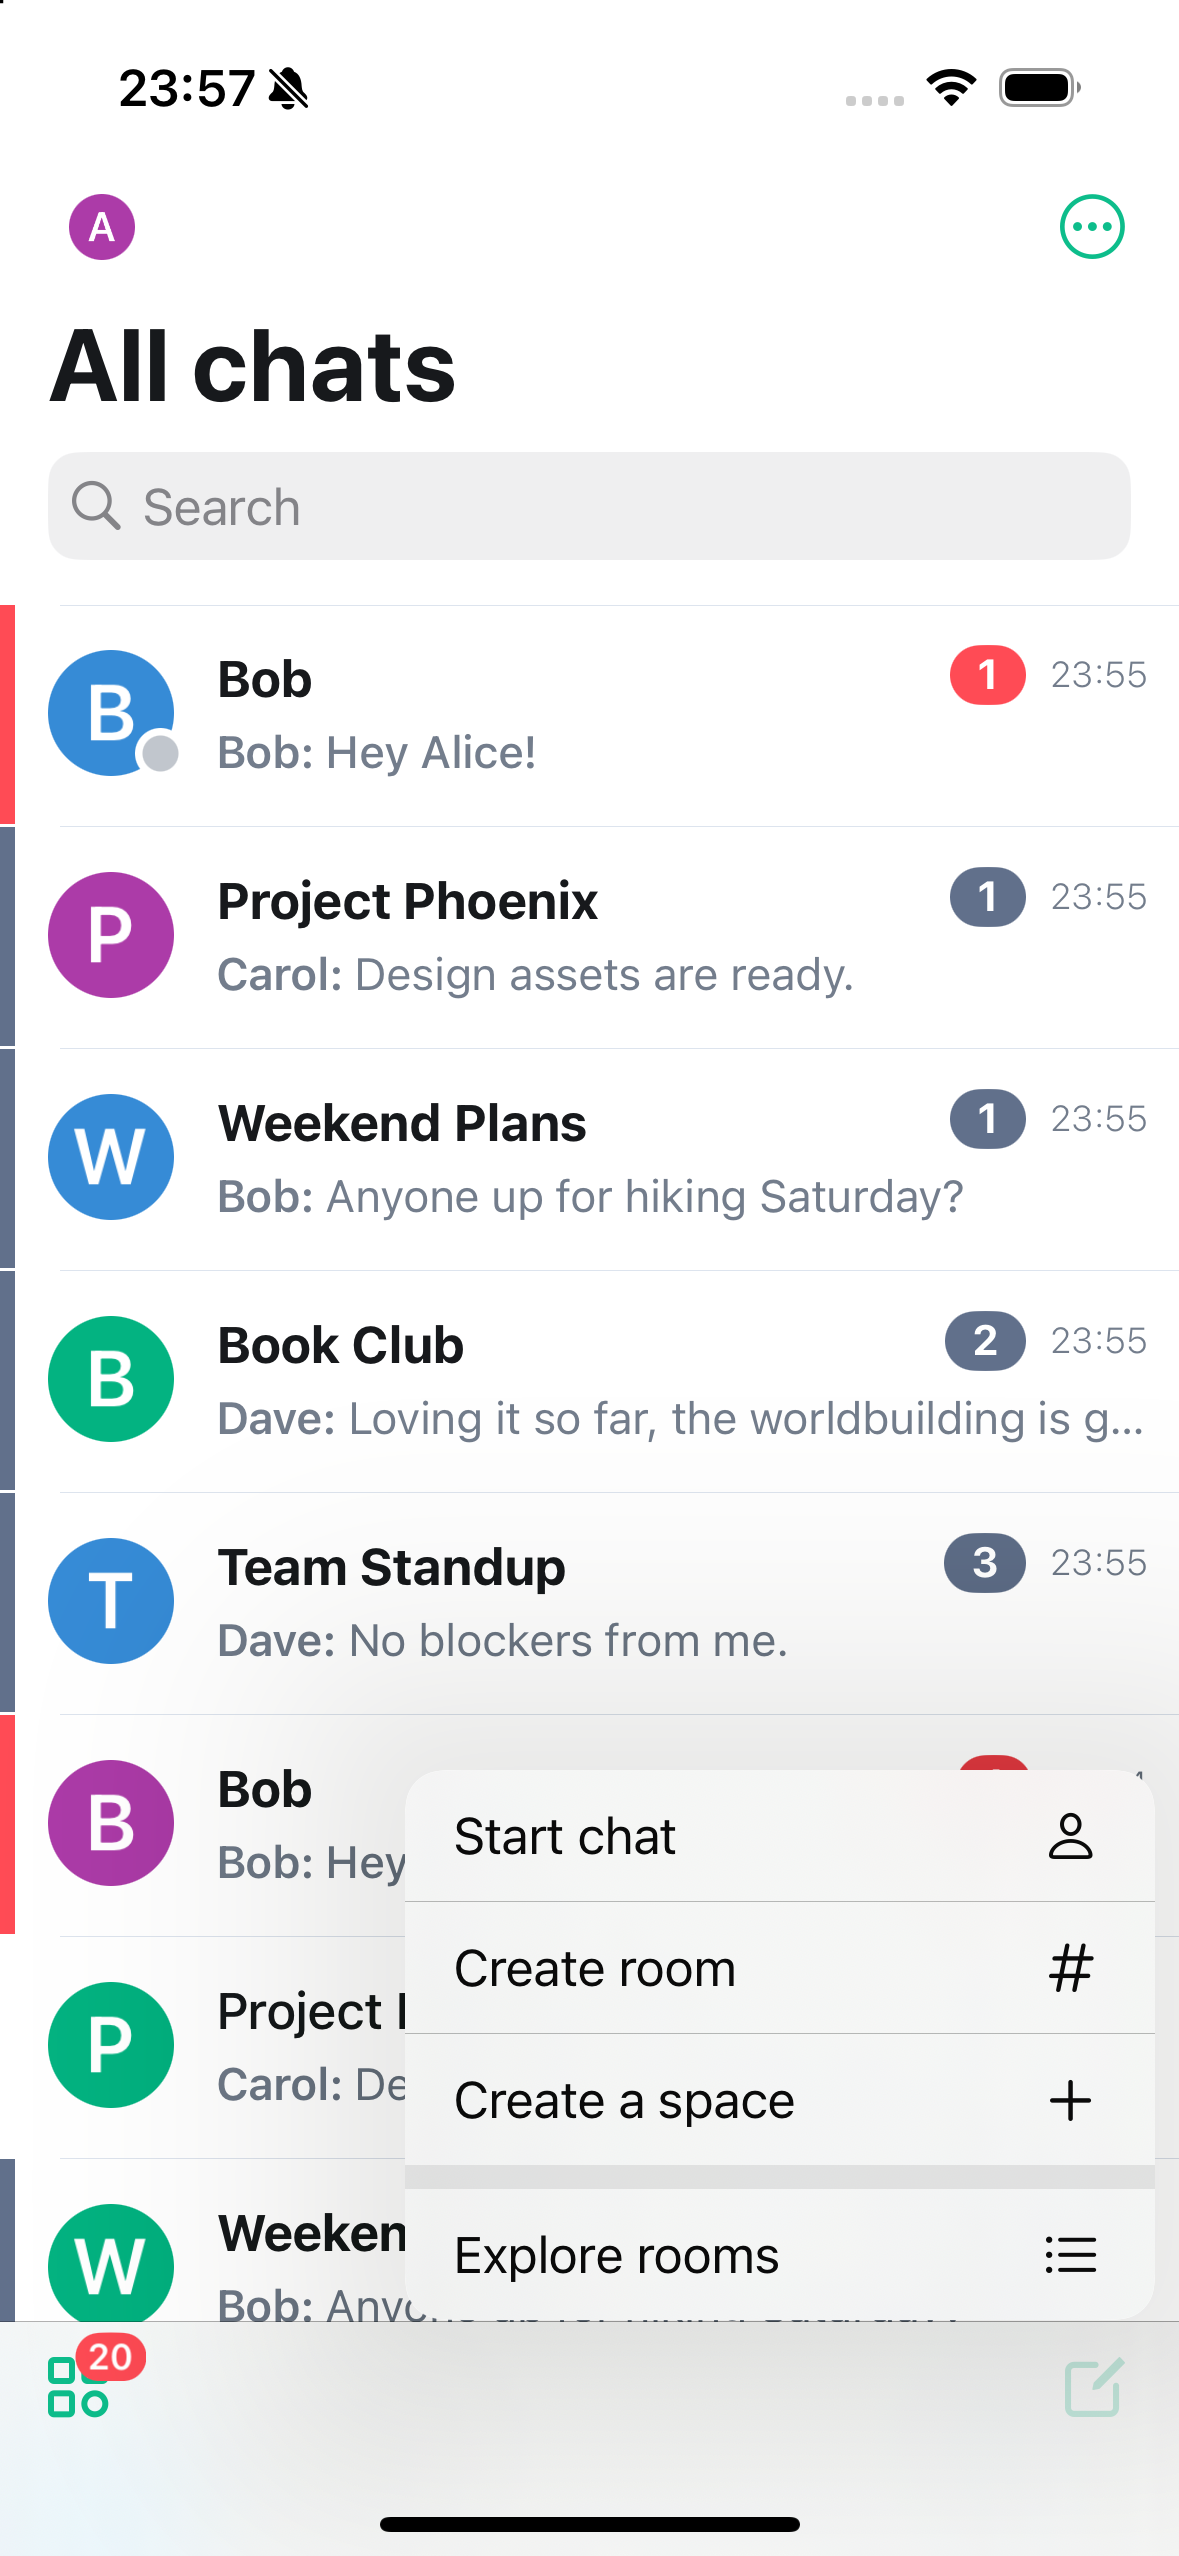 23:57
A
All chats
Search
B
Bob
1
23:55
Bob: Hey Alice!
P
Project Phoenix
1
23:55
Carol: Design assets are ready.
W
Weekend Plans
1
23:55
Bob: Anyone up for hiking Saturday?
B
Book Club
2
23:55
Dave: Loving it so far, the worldbuilding is g...
T
Team Standup
3
23:55
Dave: No blockers from me.
B
Bob
Bob: Hey
P
Project
Carol: De
W
Weeken
Bob:
Start chat
Create room
Create a space
Explore rooms
20